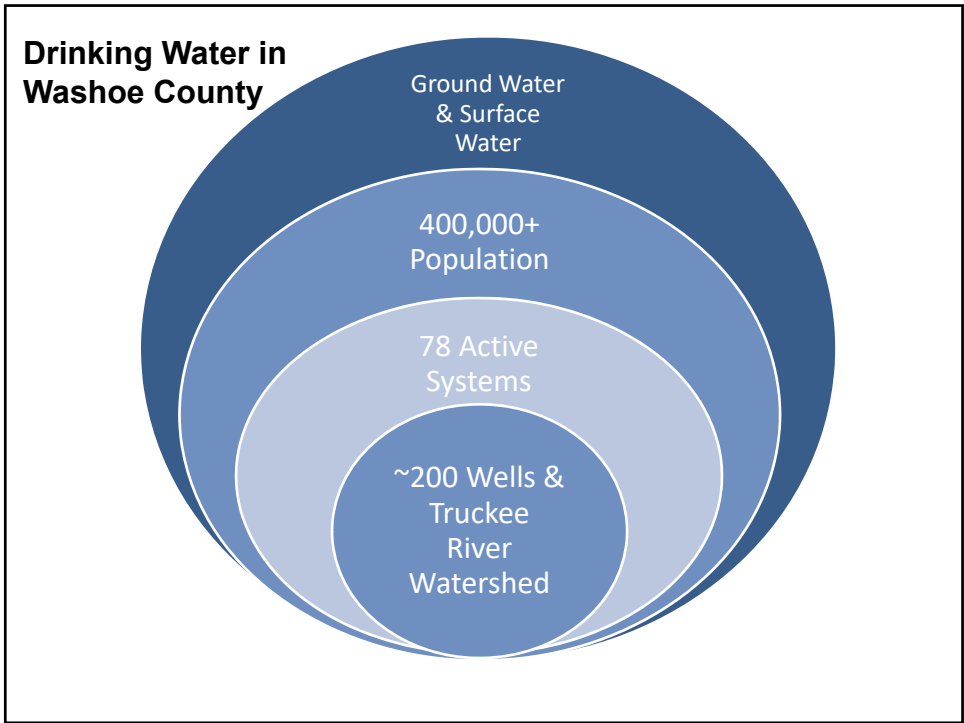 Drinking Water in
Washoe County
Ground Water
& Surface
Water
400,000+
Population
78 Active
Systems
~200 Wells &
Truckee
River
Watershed